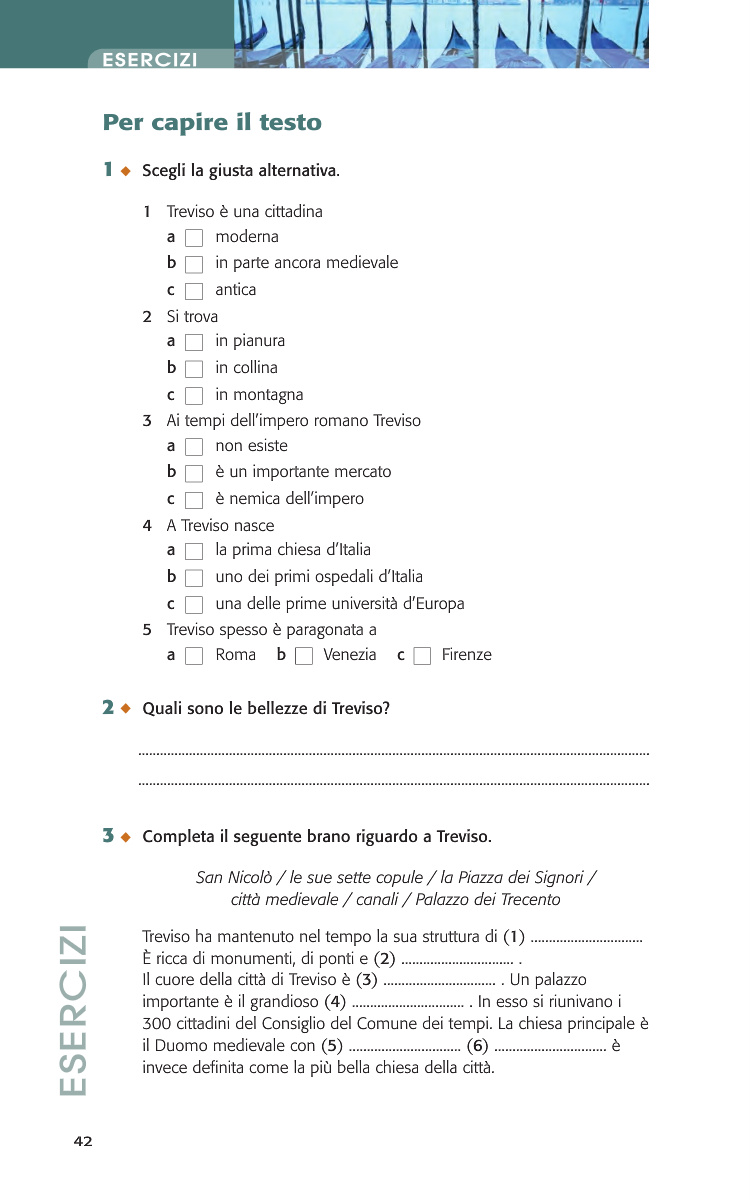 ESERCIZI
Per capire il testo
1 ◆ Scegli la giusta alternativa.
1 Treviso è una cittadina
a □ moderna
b □ in parte ancora medievale
c □ antica
2 Si trova
a □ in pianura
b □ in collina
c □ in montagna
3 Ai tempi dell'impero romano Treviso
a □ non esiste
b □ è un importante mercato
c □ è nemica dell'impero
4 A Treviso nasce
a □ la prima chiesa d'Italia
b □ uno dei primi ospedali d'Italia
c □ una delle prime università d'Europa
5 Treviso spesso è paragonata a
a □ Roma b □ Venezia c □ Firenze
2 ◆ Quali sono le bellezze di Treviso?
3 ◆ Completa il seguente brano riguardo a Treviso.
San Nicolò / le sue sette copule / la Piazza dei Signori /
città medievale / canali / Palazzo dei Trecento
Treviso ha mantenuto nel tempo la sua struttura di (1) ..............................
È ricca di monumenti, di ponti e (2) .............................. .
Il cuore della città di Treviso è (3) .............................. . Un palazzo
importante è il grandioso (4) .............................. . In esso si riunivano i
300 cittadini del Consiglio del Comune dei tempi. La chiesa principale è
il Duomo medievale con (5) .............................. (6) .............................. è
invece definita come la più bella chiesa della città.
ESERCIZI
42